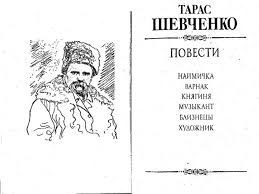 ТАРАС
ШЕВЧЕНКО
ПОВЕСТИ
НАЙМИЧКА
ВАРНАК
КНЯГИНЯ
МУЗЫКАНТ
БЛИЗНЕЦЫ
ХУДОЖНИК